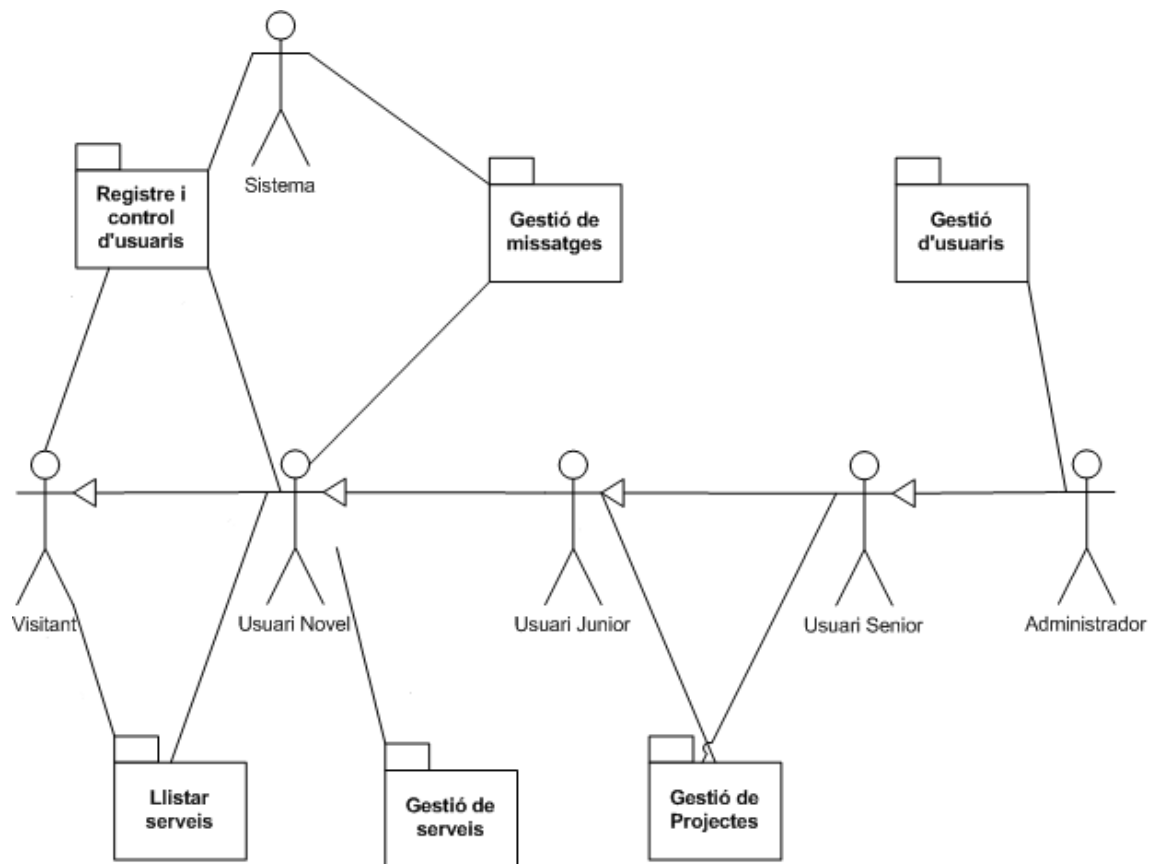 Sistema
Registre i
control
d'usuaris
Gestió de
missatges
Gestió
d'usuaris
Visitant
Usuari Novel
Usuari Junior
Usuari Senior
Administrador
Llistar
serveis
Gestió de
serveis
Gestió de
Projectes